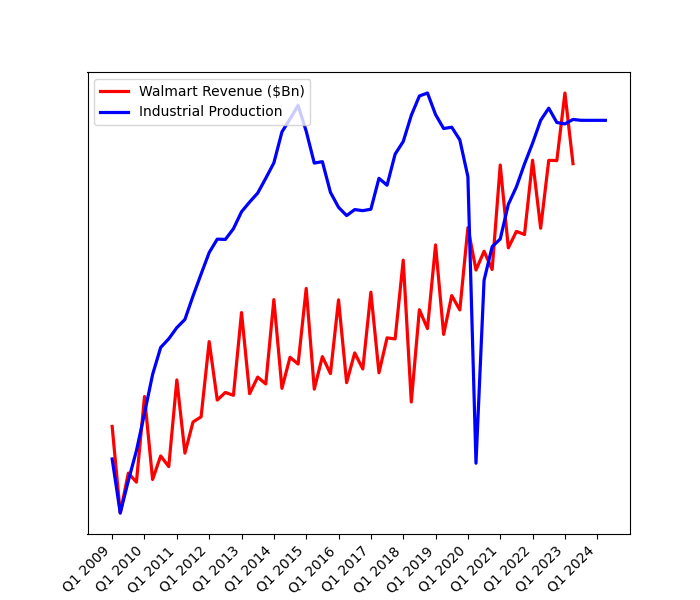 Walmart Revenue ($Bn)
Industrial Production
Q1 2009
Q1 2010
Q1 2011
Q1 2012
Q1 2013
Q1 2014
Q1 2015
Q1 2016
Q1 2017
Q1 2018
Q1 2019
Q1 2020
Q1 2021
Q1 2022
Q1 2023
Q1 2024